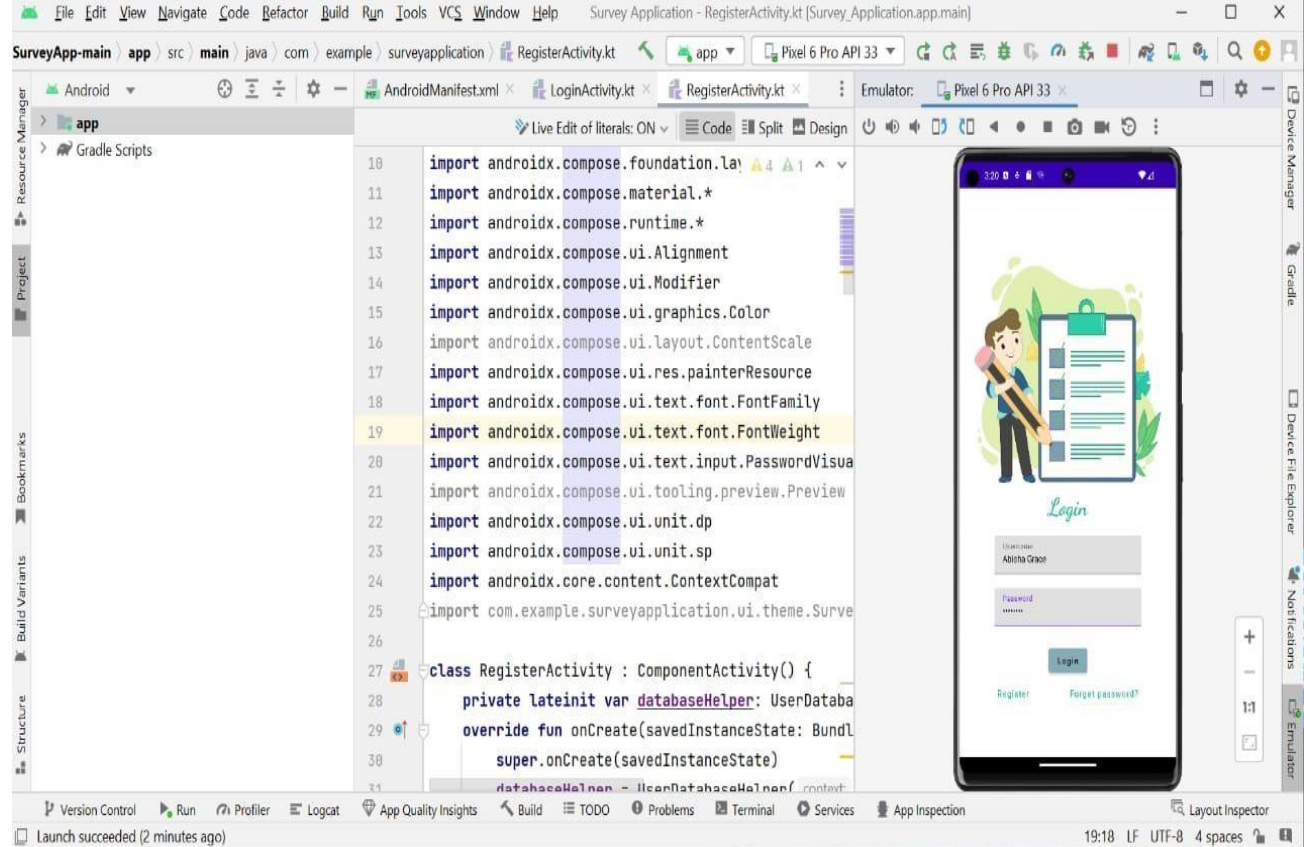 File Edit View Navigate Code Refactor Build Run Tools VCS Window Help Survey Application - RegisterActivity.kt [Survey_Application.app.main]
SurveyApp-main app src main java com example surveyapplication RegisterActivity.kt app Pixel 6 Pro API 33
Android
AndroidManifest.xml LoginActivity.kt RegisterActivity.kt
Emulator: Pixel 6 Pro API 33
app
Gradle Scripts
Live Edit of literals: ON Code Split Design
4 1
10 import androidx.compose.foundation.lay
11 import androidx.compose.material.*
12 import androidx.compose.runtime.*
13 import androidx.compose.ui.Alignment
14 import androidx.compose.ui.Modifier
15 import androidx.compose.ui.graphics.Color
16 import androidx.compose.ui.layout.ContentScale
17 import androidx.compose.ui.res.painterResource
18 import androidx.compose.ui.text.font.FontFamily
19 import androidx.compose.ui.text.font.FontWeight
20 import androidx.compose.ui.text.input.PasswordVisua
21 import androidx.compose.ui.tooling.preview.Preview
22 import androidx.compose.ui.unit.dp
23 import androidx.compose.ui.unit.sp
24 import androidx.core.content.ContextCompat
25 import com.example.surveyapplication.ui.theme.Surve
26
27 class RegisterActivity : ComponentActivity() {
28 private lateinit var databaseHelper: UserDataba
29 override fun onCreate(savedInstanceState: Bundl
30 super.onCreate(savedInstanceState)
31 databaseHelper = UserDatabaseHelper( context:
3:20
Login
Username
Abisha Grace
Password
Login
Register Forget password?
1:1
Resource Manager
Project
Bookmarks
Build Variants
Structure
Device Manager
Gradle
Device File Explorer
Notifications
Emulator
Version Control Run Profiler Logcat App Quality Insights Build TODO Problems Terminal Services App Inspection Layout Inspector
Launch succeeded (2 minutes ago) 19:18 LF UTF-8 4 spaces